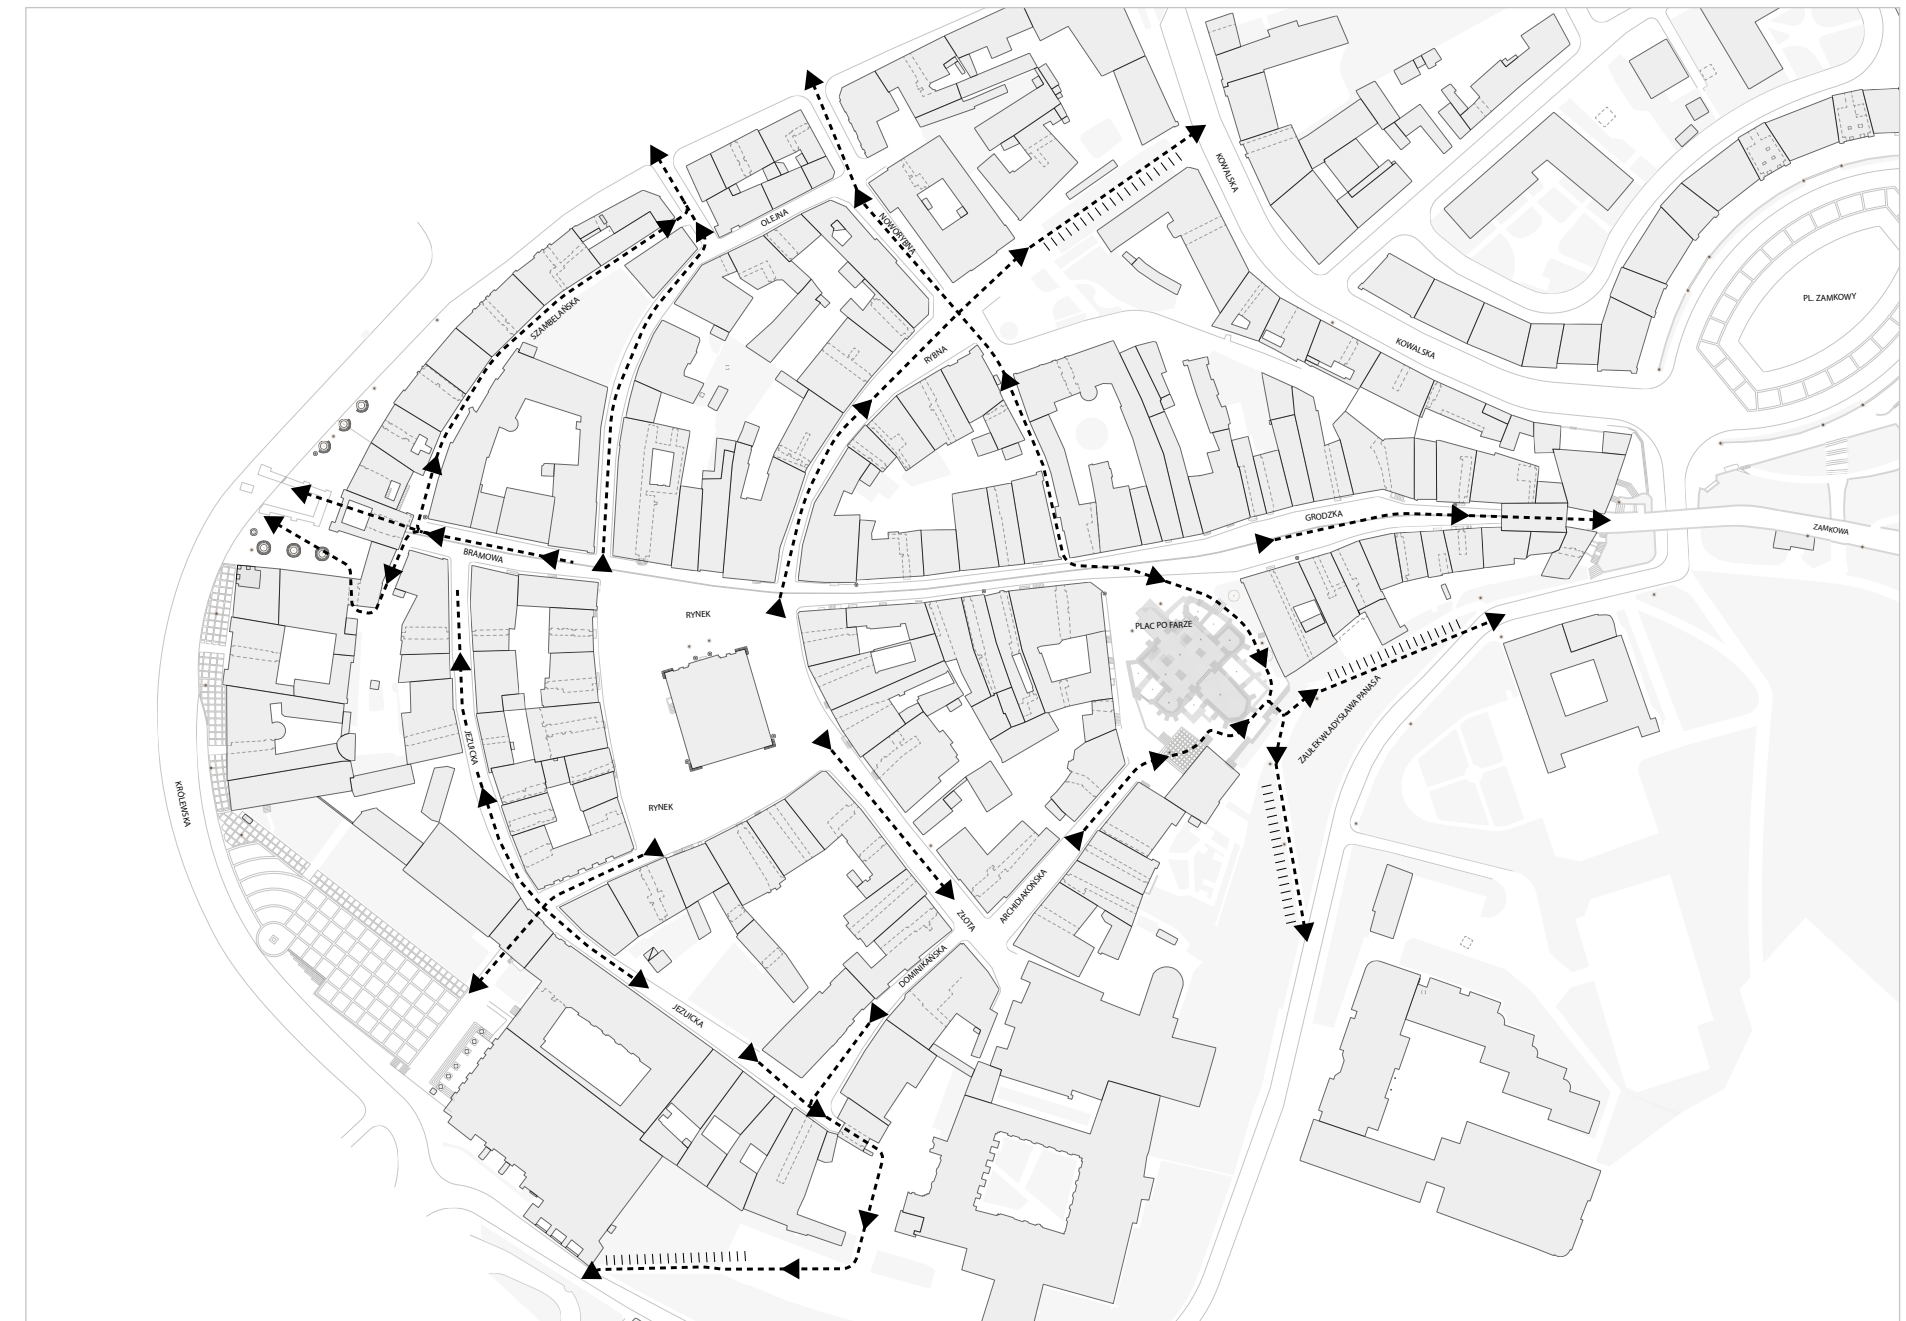 KOWALSKA
OLEJNA
NOWORYBNA
PL. ZAMKOWY
SZAMBELAŃSKA
RYBNA
KOWALSKA
GRODZKA
ZAMKOWA
BRAMOWA
RYNEK
PLAC PO FARZE
ZAUŁEK WŁADYSŁAWA PANASA
JEZUICKA
KRÓLEWSKA
RYNEK
ARCHIDIAKOŃSKA
ZŁOTA
DOMINIKAŃSKA
JEZUICKA